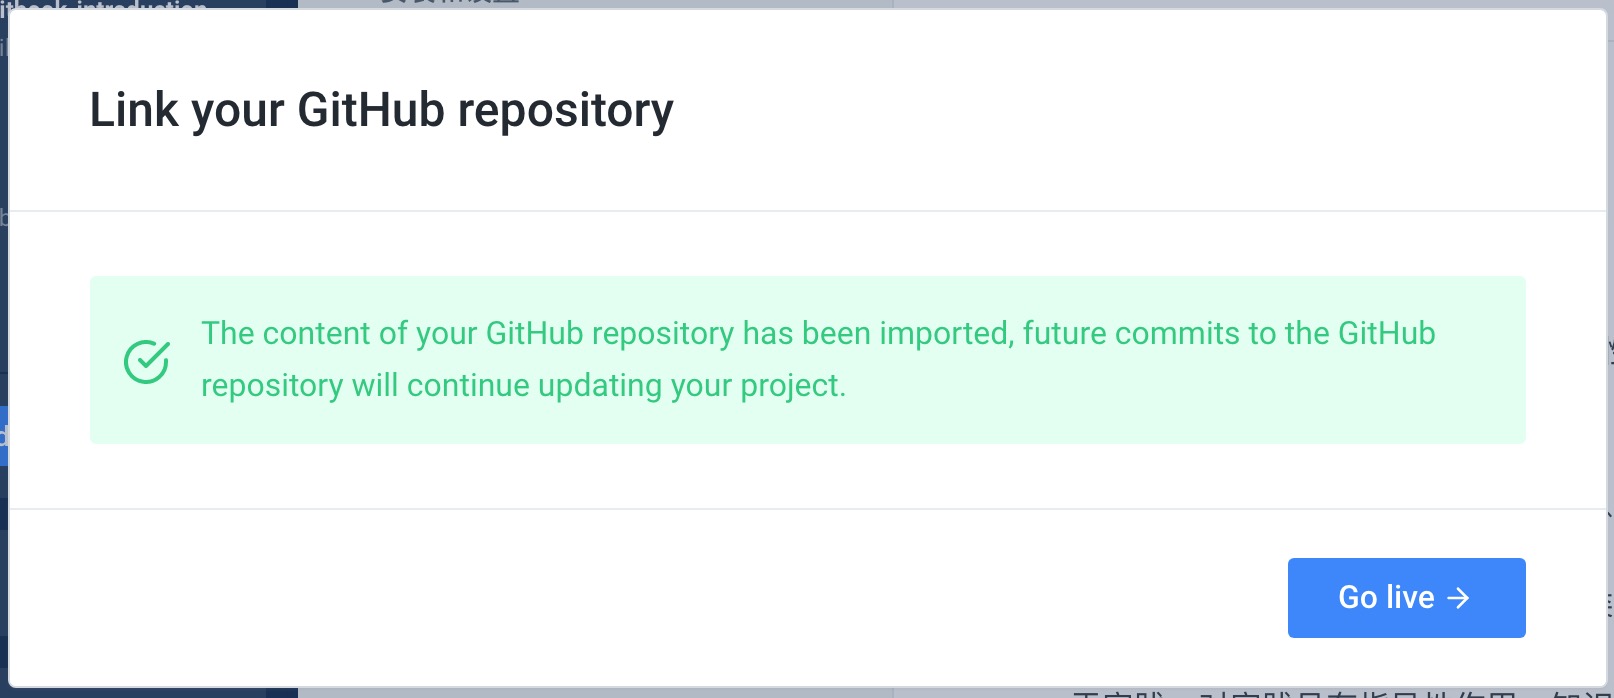 Link your GitHub repository
The content of your GitHub repository has been imported, future commits to the GitHub
repository will continue updating your project.
Go live →